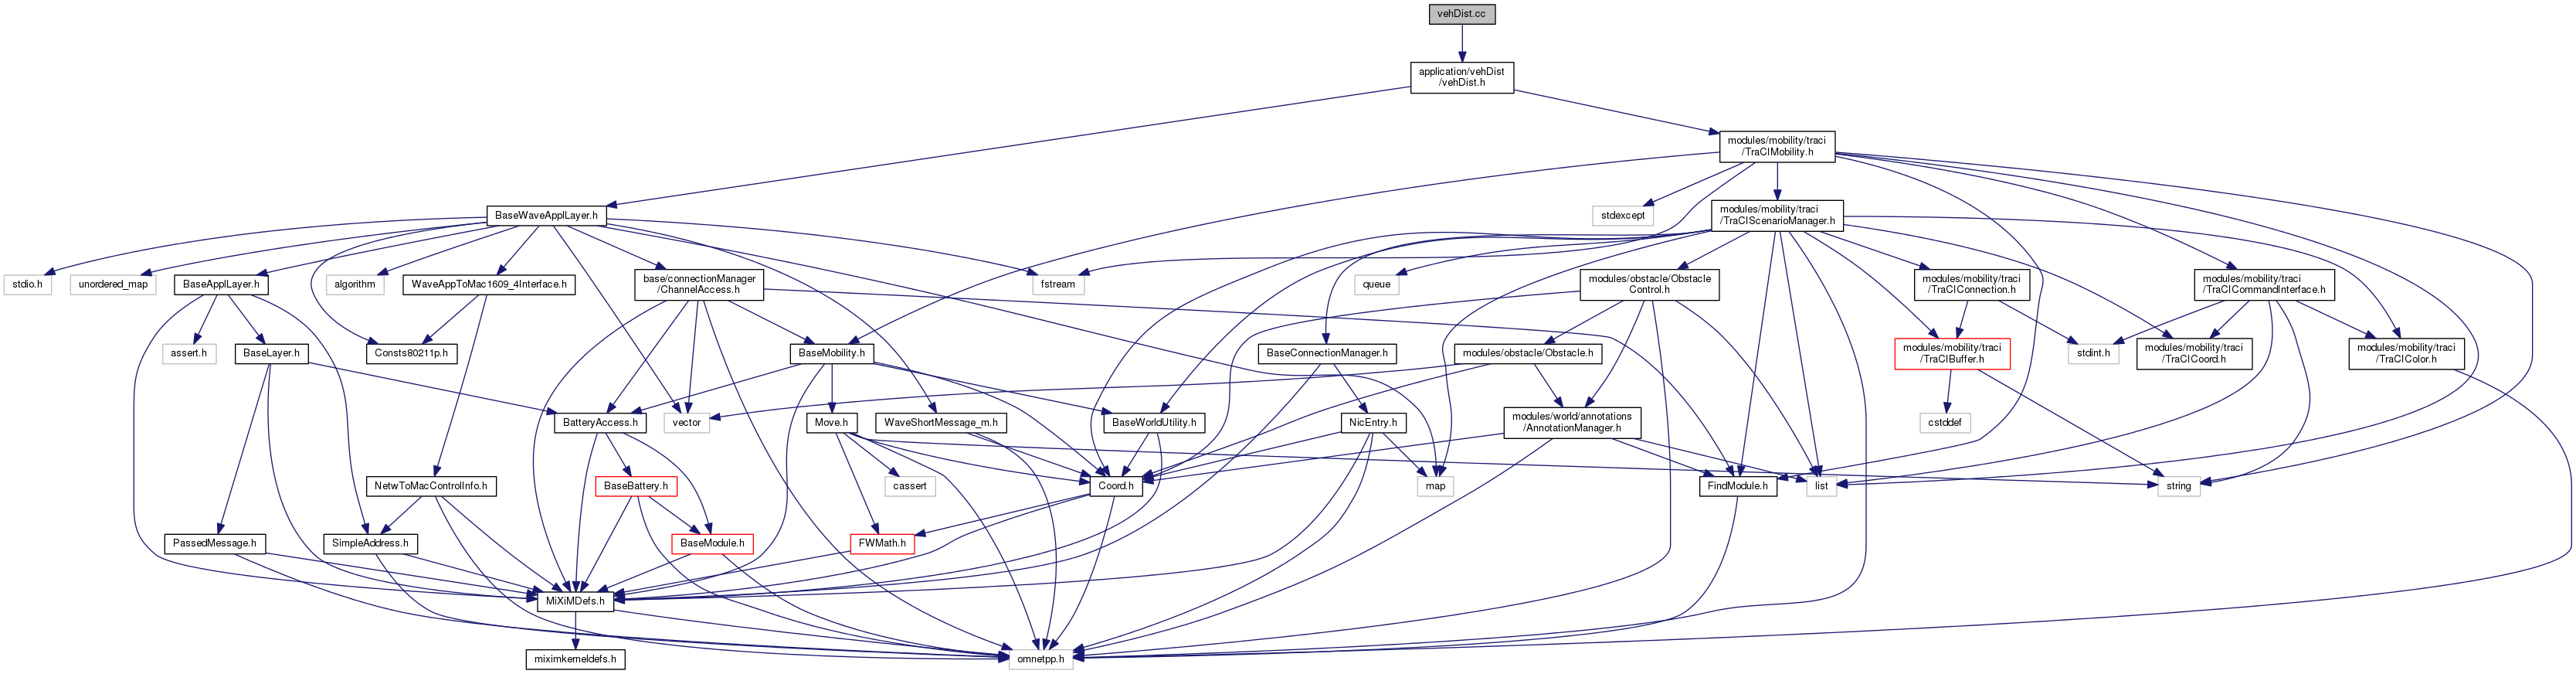 vehDist.cc
application/vehDist
/vehDist.h
modules/mobility/traci
/TraCIMobility.h
BaseWaveApplLayer.h
stdexcept
modules/mobility/traci
/TraCIScenarioManager.h
stdio.h
unordered_map
BaseApplLayer.h
algorithm
WaveAppToMac1609_4Interface.h
base/connectionManager
/ChannelAccess.h
fstream
queue
modules/obstacle/Obstacle
Control.h
modules/mobility/traci
/TraCIConnection.h
modules/mobility/traci
/TraCICommandInterface.h
assert.h
BaseLayer.h
Consts80211p.h
BaseMobility.h
BaseConnectionManager.h
modules/obstacle/Obstacle.h
modules/mobility/traci
/TraCIBuffer.h
stdint.h
modules/mobility/traci
/TraCICoord.h
modules/mobility/traci
/TraCIColor.h
BatteryAccess.h
vector
Move.h
WaveShortMessage_m.h
BaseWorldUtility.h
NicEntry.h
modules/world/annotations
/AnnotationManager.h
cstddef
NetwToMacControlInfo.h
BaseBattery.h
cassert
Coord.h
map
FindModule.h
list
string
PassedMessage.h
SimpleAddress.h
BaseModule.h
FWMath.h
MiXiMDefs.h
miximkerneldefs.h
omnetpp.h